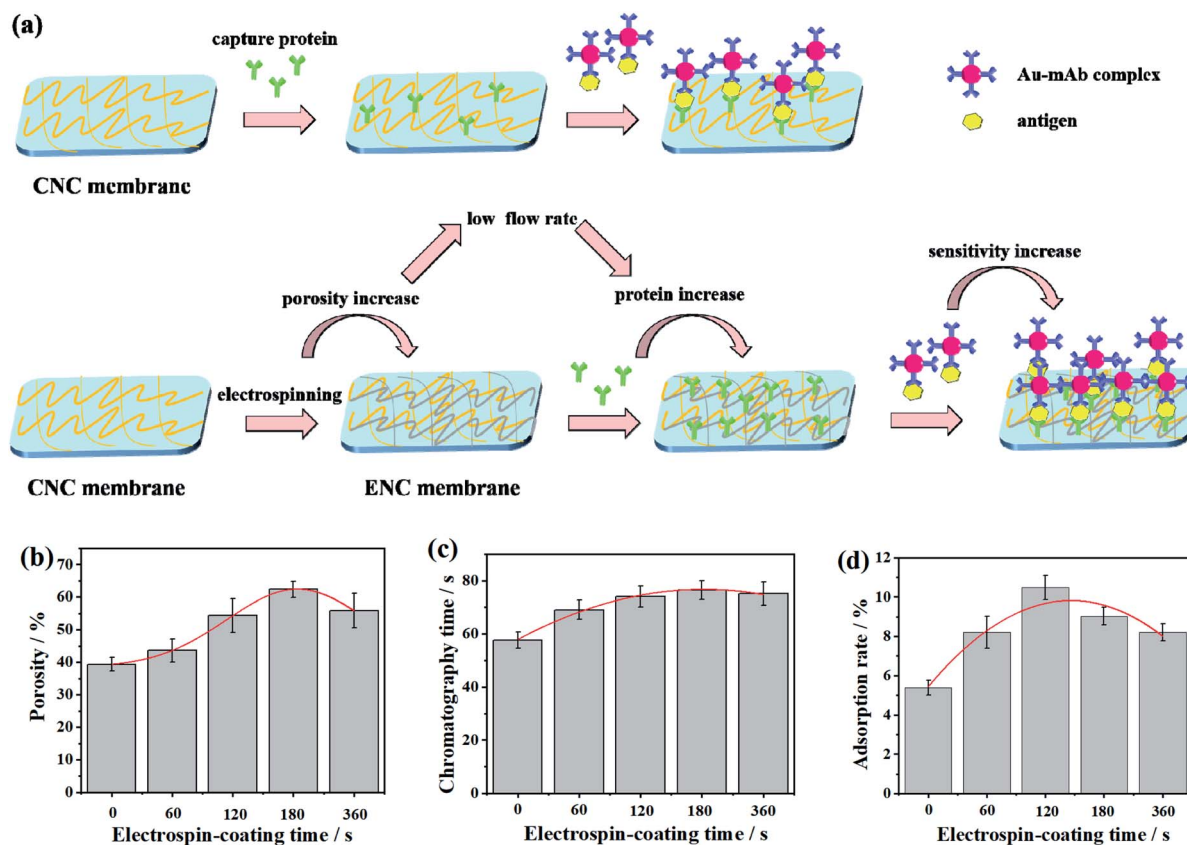 (a)
capture protein
Au-mAb complex
antigen
CNC membrane
low flow rate
sensitivity increase
porosity increase
protein increase
electrospinning
CNC membrane
ENC membrane
(b)
Porosity / %
70
60
50
40
30
20
10
0
0 60 120 180 360
Electrospin-coating time / s
(c)
Chromatography time / s
80
60
40
20
0
0 60 120 180 360
Electrospin-coating time / s
(d)
Adsorption rate / %
12
10
8
6
4
2
0
0 60 120 180 360
Electrospin-coating time / s